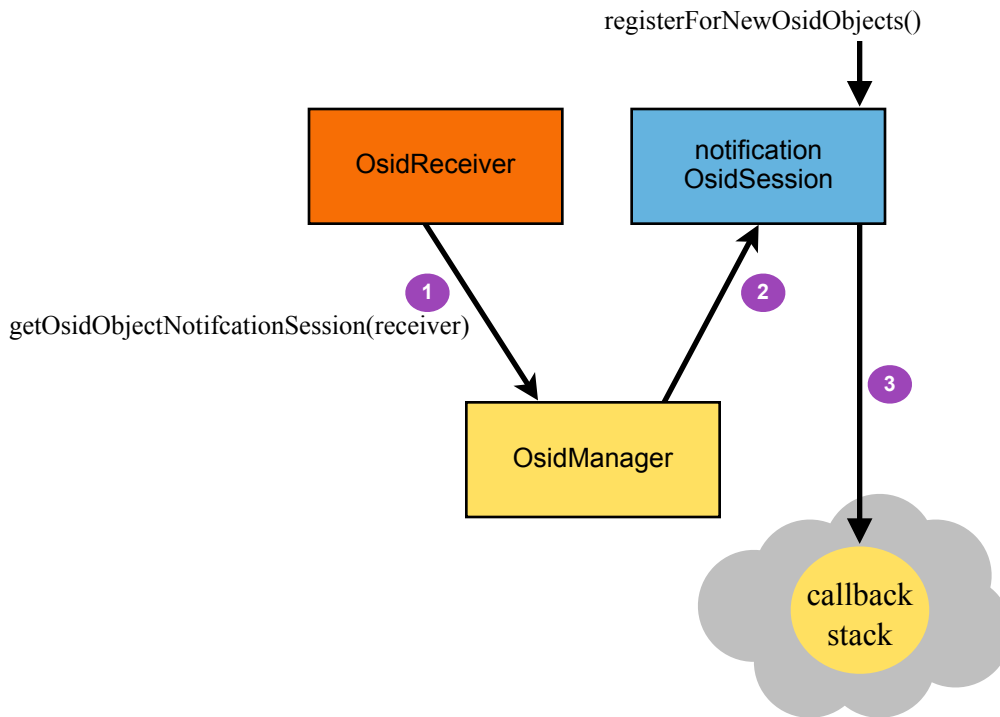 registerForNewOsidObjects()
OsidReceiver
notification
OsidSession
1
2
getOsidObjectNotifcationSession(receiver)
3
OsidManager
callback
stack